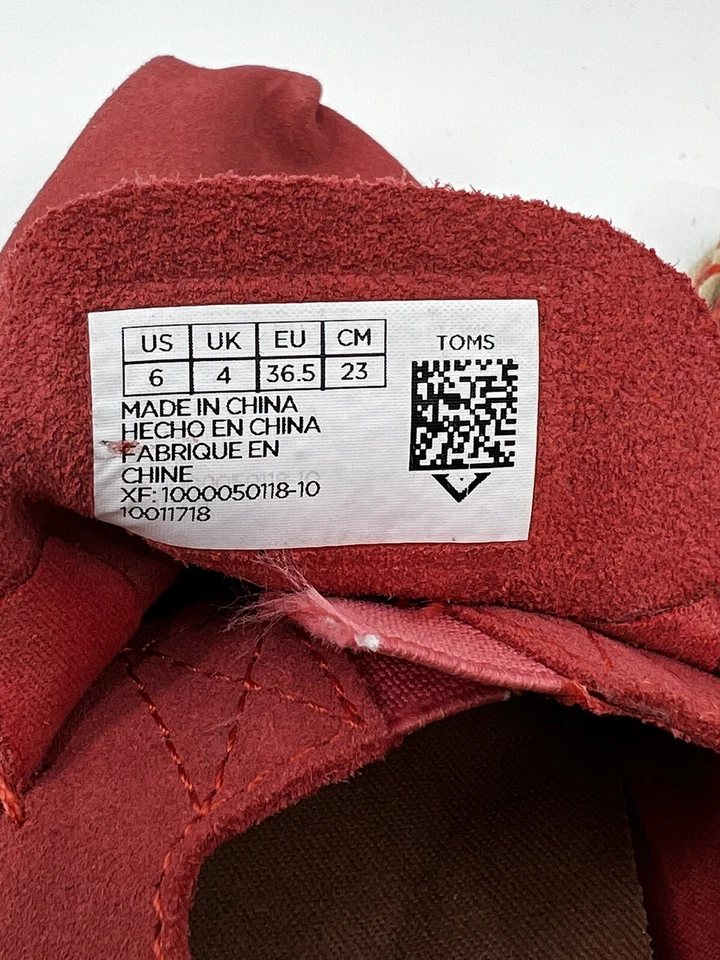 US UK EU CM
6 4 36.5 23
TOMS
MADE IN CHINA
HECHO EN CHINA
FABRIQUE EN
CHINE
XF: 1000050118-10
10011718